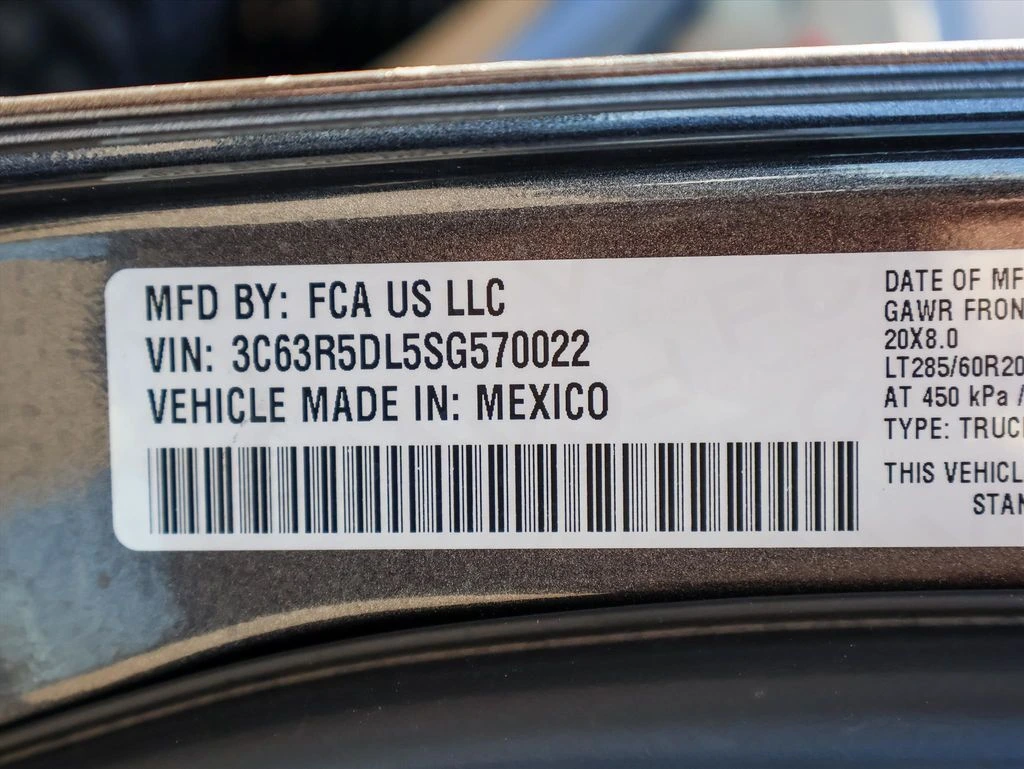 MFD BY: FCA US LLC
VIN: 3C63R5DL5SG570022
VEHICLE MADE IN: MEXICO
DATE OF MF
GAWR FRON
20X8.0
LT285/60R20
AT 450 kPa /
TYPE: TRUC
THIS VEHICL
STAN